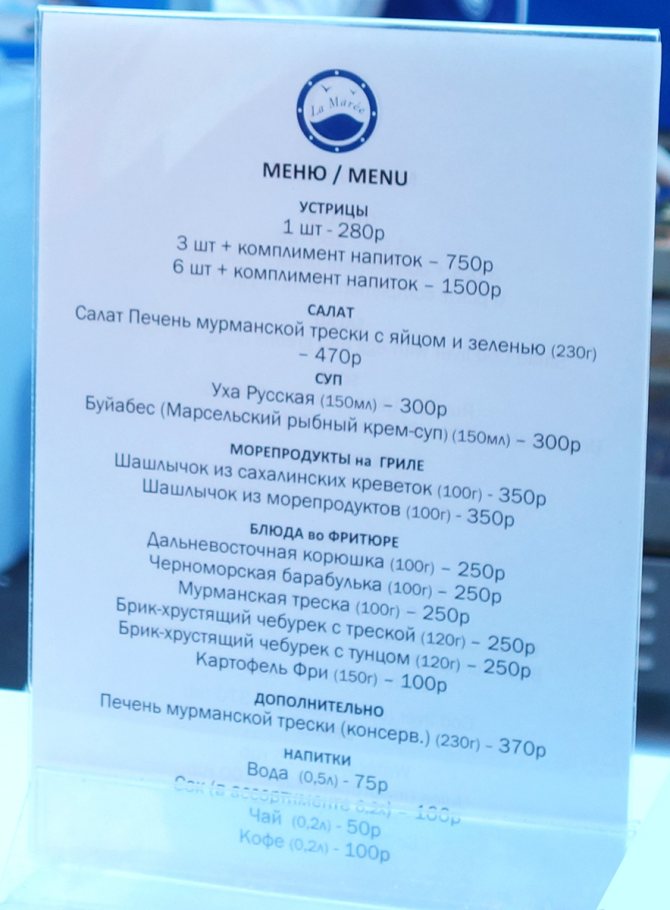 La Marée
МЕНЮ / MENU
УСТРИЦЫ
1 шт - 280р
3 шт + комплимент напиток – 750р
6 шт + комплимент напиток – 1500р
САЛАТ
Салат Печень мурманской трески с яйцом и зеленью (230г)
– 470р
СУП
Уха Русская (150мл) – 300р
Буйабес (Марсельский рыбный крем-суп) (150мл) – 300р
МОРЕПРОДУКТЫ на ГРИЛЕ
Шашлычок из сахалинских креветок (100г) - 350р
Шашлычок из морепродуктов (100г) - 350р
БЛЮДА во ФРИТЮРЕ
Дальневосточная корюшка (100г) – 250р
Черноморская барабулька (100г) – 250р
Мурманская треска (100г) – 250р
Брик-хрустящий чебурек с треской (120г) – 250р
Брик-хрустящий чебурек с тунцом (120г) – 250р
Картофель Фри (150г) – 100р
ДОПОЛНИТЕЛЬНО
Печень мурманской трески (консерв.) (230г) – 370р
НАПИТКИ
Вода (0,5л) - 75р
Сок (в ассортименте 0,2л) – 100р
Чай (0,2л) - 50р
Кофе (0,2л) - 100р